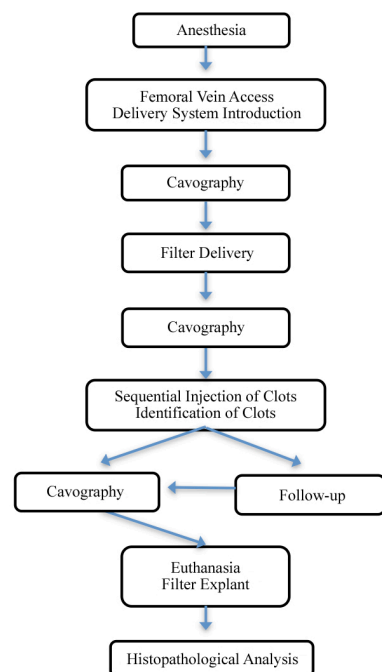 Anesthesia
Femoral Vein Access
Delivery System Introduction
Cavography
Filter Delivery
Cavography
Sequential Injection of Clots
Identification of Clots
Cavography
Follow-up
Euthanasia
Filter Explant
Histopathological Analysis